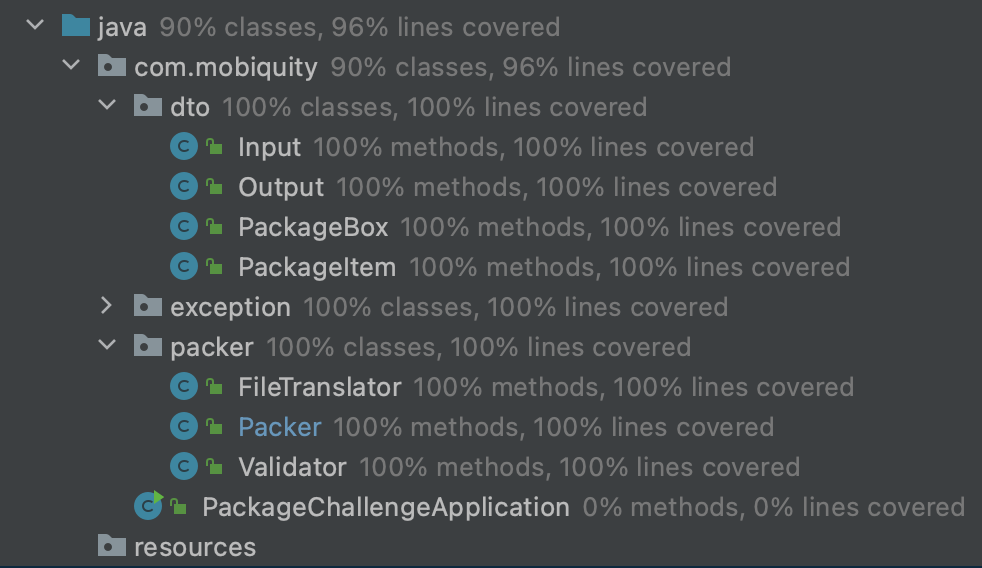 java 90% classes, 96% lines covered
com.mobiquity 90% classes, 96% lines covered
dto 100% classes, 100% lines covered
C Input 100% methods, 100% lines covered
C Output 100% methods, 100% lines covered
C PackageBox 100% methods, 100% lines covered
C PackageItem 100% methods, 100% lines covered
exception 100% classes, 100% lines covered
packer 100% classes, 100% lines covered
C FileTranslator 100% methods, 100% lines covered
C Packer 100% methods, 100% lines covered
C Validator 100% methods, 100% lines covered
C PackageChallengeApplication 0% methods, 0% lines covered
resources